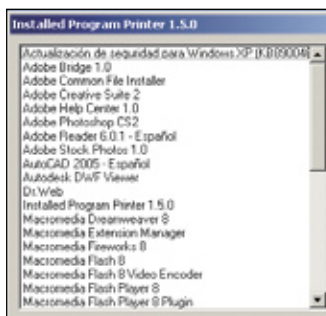 Installed Program Printer 1.5.0
Actualización de seguridad para Windows XP
Adobe Bridge 1.0
Adobe Common File Installer
Adobe Creative Suite 2
Adobe Help Center 1.0
Adobe Photoshop CS2
Adobe Reader 6.0.1 - Español
Adobe Stock Photos 1.0
AutoCAD 2005 - Español
Autodesk DWF Viewer
Dr.Web
Installed Program Printer 1.5.0
Macromedia Dreamweaver 8
Macromedia Extension Manager
Macromedia Fireworks 8
Macromedia Flash 8
Macromedia Flash 8 Video Encoder
Macromedia Flash Player 8
Macromedia Flash Player 8 Plugin